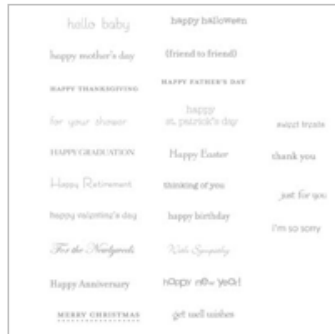 hello baby
happy mother's day
HAPPY THANKSGIVING
for your shower
HAPPY GRADUATION
Happy Retirement
happy valentine's day
For the Newlyweds
Happy Anniversary
MERRY CHRISTMAS
happy halloween
(friend to friend)
HAPPY FATHER'S DAY
happy
st. patrick's day
Happy Easter
thinking of you
happy birthday
With Sympathy
happy new year!
get well wishes
sweet treats
thank you
just for you
I'm so sorry